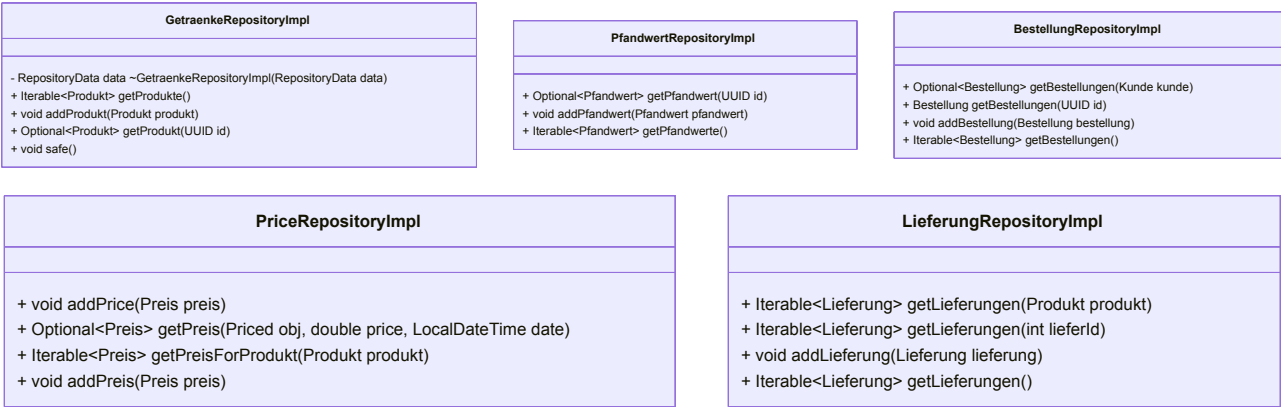 GetraenkeRepositoryImpl
- RepositoryData data ~GetraenkeRepositoryImpl(RepositoryData data)
+ Iterable<Produkt> getProdukte()
+ void addProdukt(Produkt produkt)
+ Optional<Produkt> getProdukt(UUID id)
+ void safe()
PfandwertRepositoryImpl
+ Optional<Pfandwert> getPfandwert(UUID id)
+ void addPfandwert(Pfandwert pfandwert)
+ Iterable<Pfandwert> getPfandwerte()
BestellungRepositoryImpl
+ Optional<Bestellung> getBestellungen(Kunde kunde)
+ Bestellung getBestellungen(UUID id)
+ void addBestellung(Bestellung bestellung)
+ Iterable<Bestellung> getBestellungen()
PriceRepositoryImpl
+ void addPrice(Preis preis)
+ Optional<Preis> getPreis(Priced obj, double price, LocalDateTime date)
+ Iterable<Preis> getPreisForProdukt(Produkt produkt)
+ void addPreis(Preis preis)
LieferungRepositoryImpl
+ Iterable<Lieferung> getLieferungen(Produkt produkt)
+ Iterable<Lieferung> getLieferungen(int lieferId)
+ void addLieferung(Lieferung lieferung)
+ Iterable<Lieferung> getLieferungen()